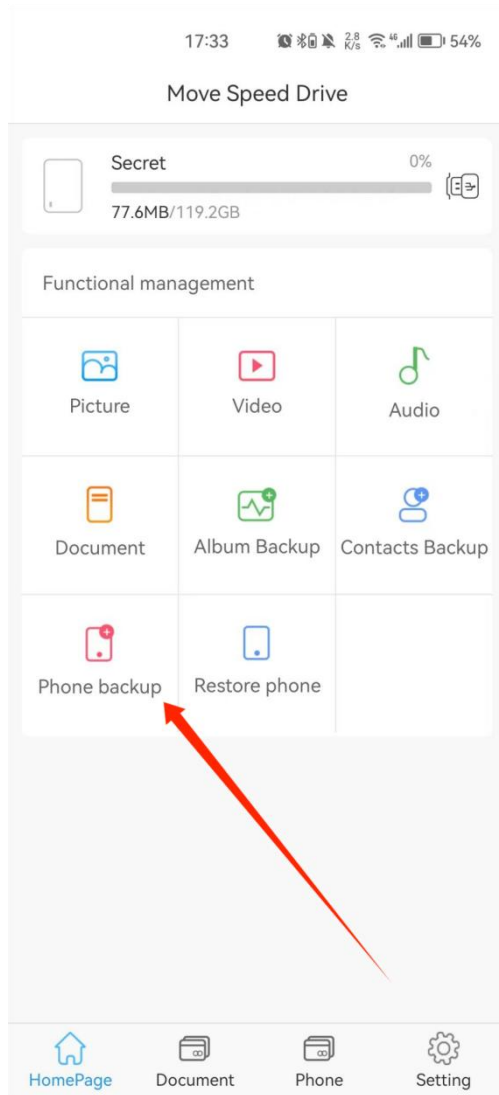 17:33 2.8 K/s 46 54%
Move Speed Drive
Secret 0%
77.6MB/119.2GB
Functional management
Picture Video Audio
Document Album Backup Contacts Backup
Phone backup Restore phone
HomePage Document Phone Setting